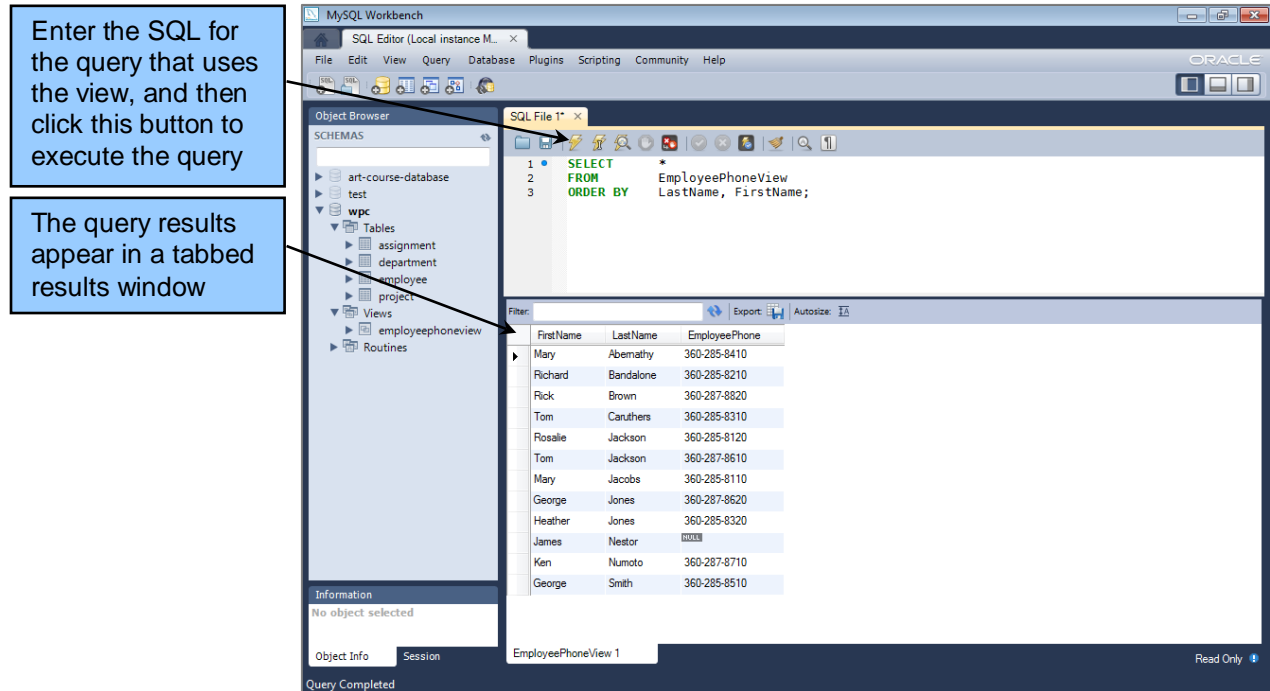 Enter the SQL for
the query that uses
the view, and then
click this button to
execute the query
The query results
appear in a tabbed
results window
MySQL Workbench
SQL Editor (Local instance M...
File Edit View Query Database Plugins Scripting Community Help
ORACLE
Object Browser
SCHEMAS
art-course-database
test
wpc
Tables
assignment
department
employee
project
Views
employeephoneview
Routines
Information
No object selected
Object Info Session
Query Completed
SQL File 1*
1 SELECT *
2 FROM EmployeePhoneView
3 ORDER BY LastName, FirstName;
Filter: Export: Autosize:
FirstName LastName EmployeePhone
Mary Abernathy 360-285-8410
Richard Bandalone 360-285-8210
Rick Brown 360-287-8820
Tom Caruthers 360-285-8310
Rosalie Jackson 360-285-8120
Tom Jackson 360-287-8610
Mary Jacobs 360-285-8110
George Jones 360-287-8620
Heather Jones 360-285-8320
James Nestor NULL
Ken Numoto 360-287-8710
George Smith 360-285-8510
EmployeePhoneView 1
Read Only